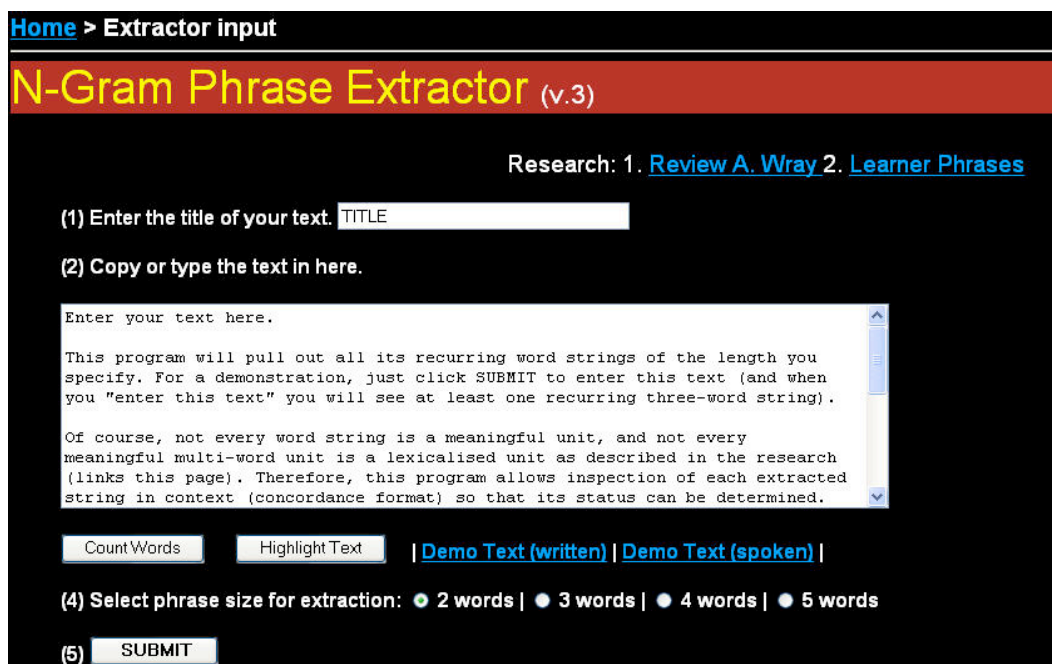 Home > Extractor input
N-Gram Phrase Extractor (v.3)
Research: 1. Review A. Wray 2. Learner Phrases
(1) Enter the title of your text. TITLE
(2) Copy or type the text in here.
Enter your text here.
This program will pull out all its recurring word strings of the length you
specify. For a demonstration, just click SUBMIT to enter this text (and when
you "enter this text" you will see at least one recurring three-word string).
Of course, not every word string is a meaningful unit, and not every
meaningful multi-word unit is a lexicalised unit as described in the research
(links this page). Therefore, this program allows inspection of each extracted
string in context (concordance format) so that its status can be determined.
Count Words Highlight Text | Demo Text (written) | Demo Text (spoken) |
(4) Select phrase size for extraction: 2 words | 3 words | 4 words | 5 words
(5) SUBMIT